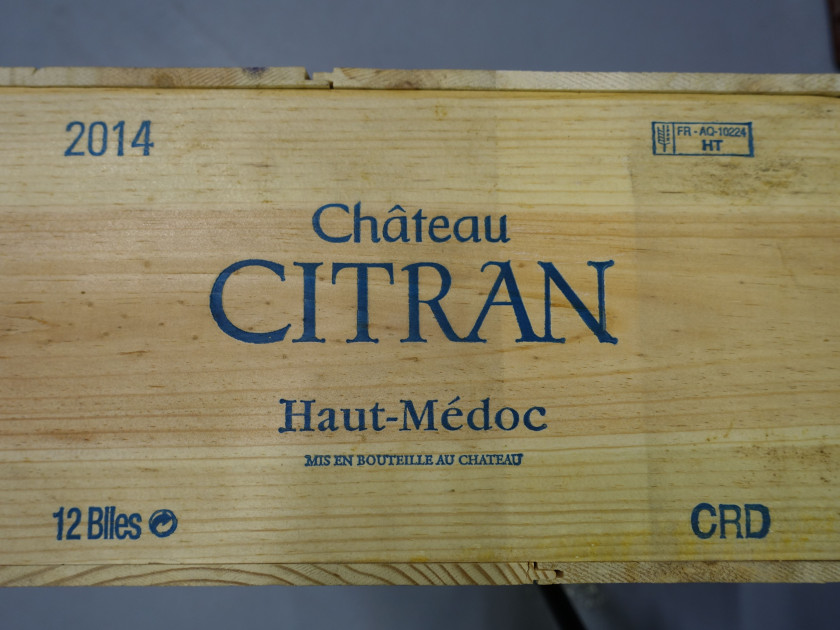 2014
FR - AQ-10224
HT
Château
CITRAN
Haut-Médoc
MIS EN BOUTEILLE AU CHATEAU
12 Blles
CRD